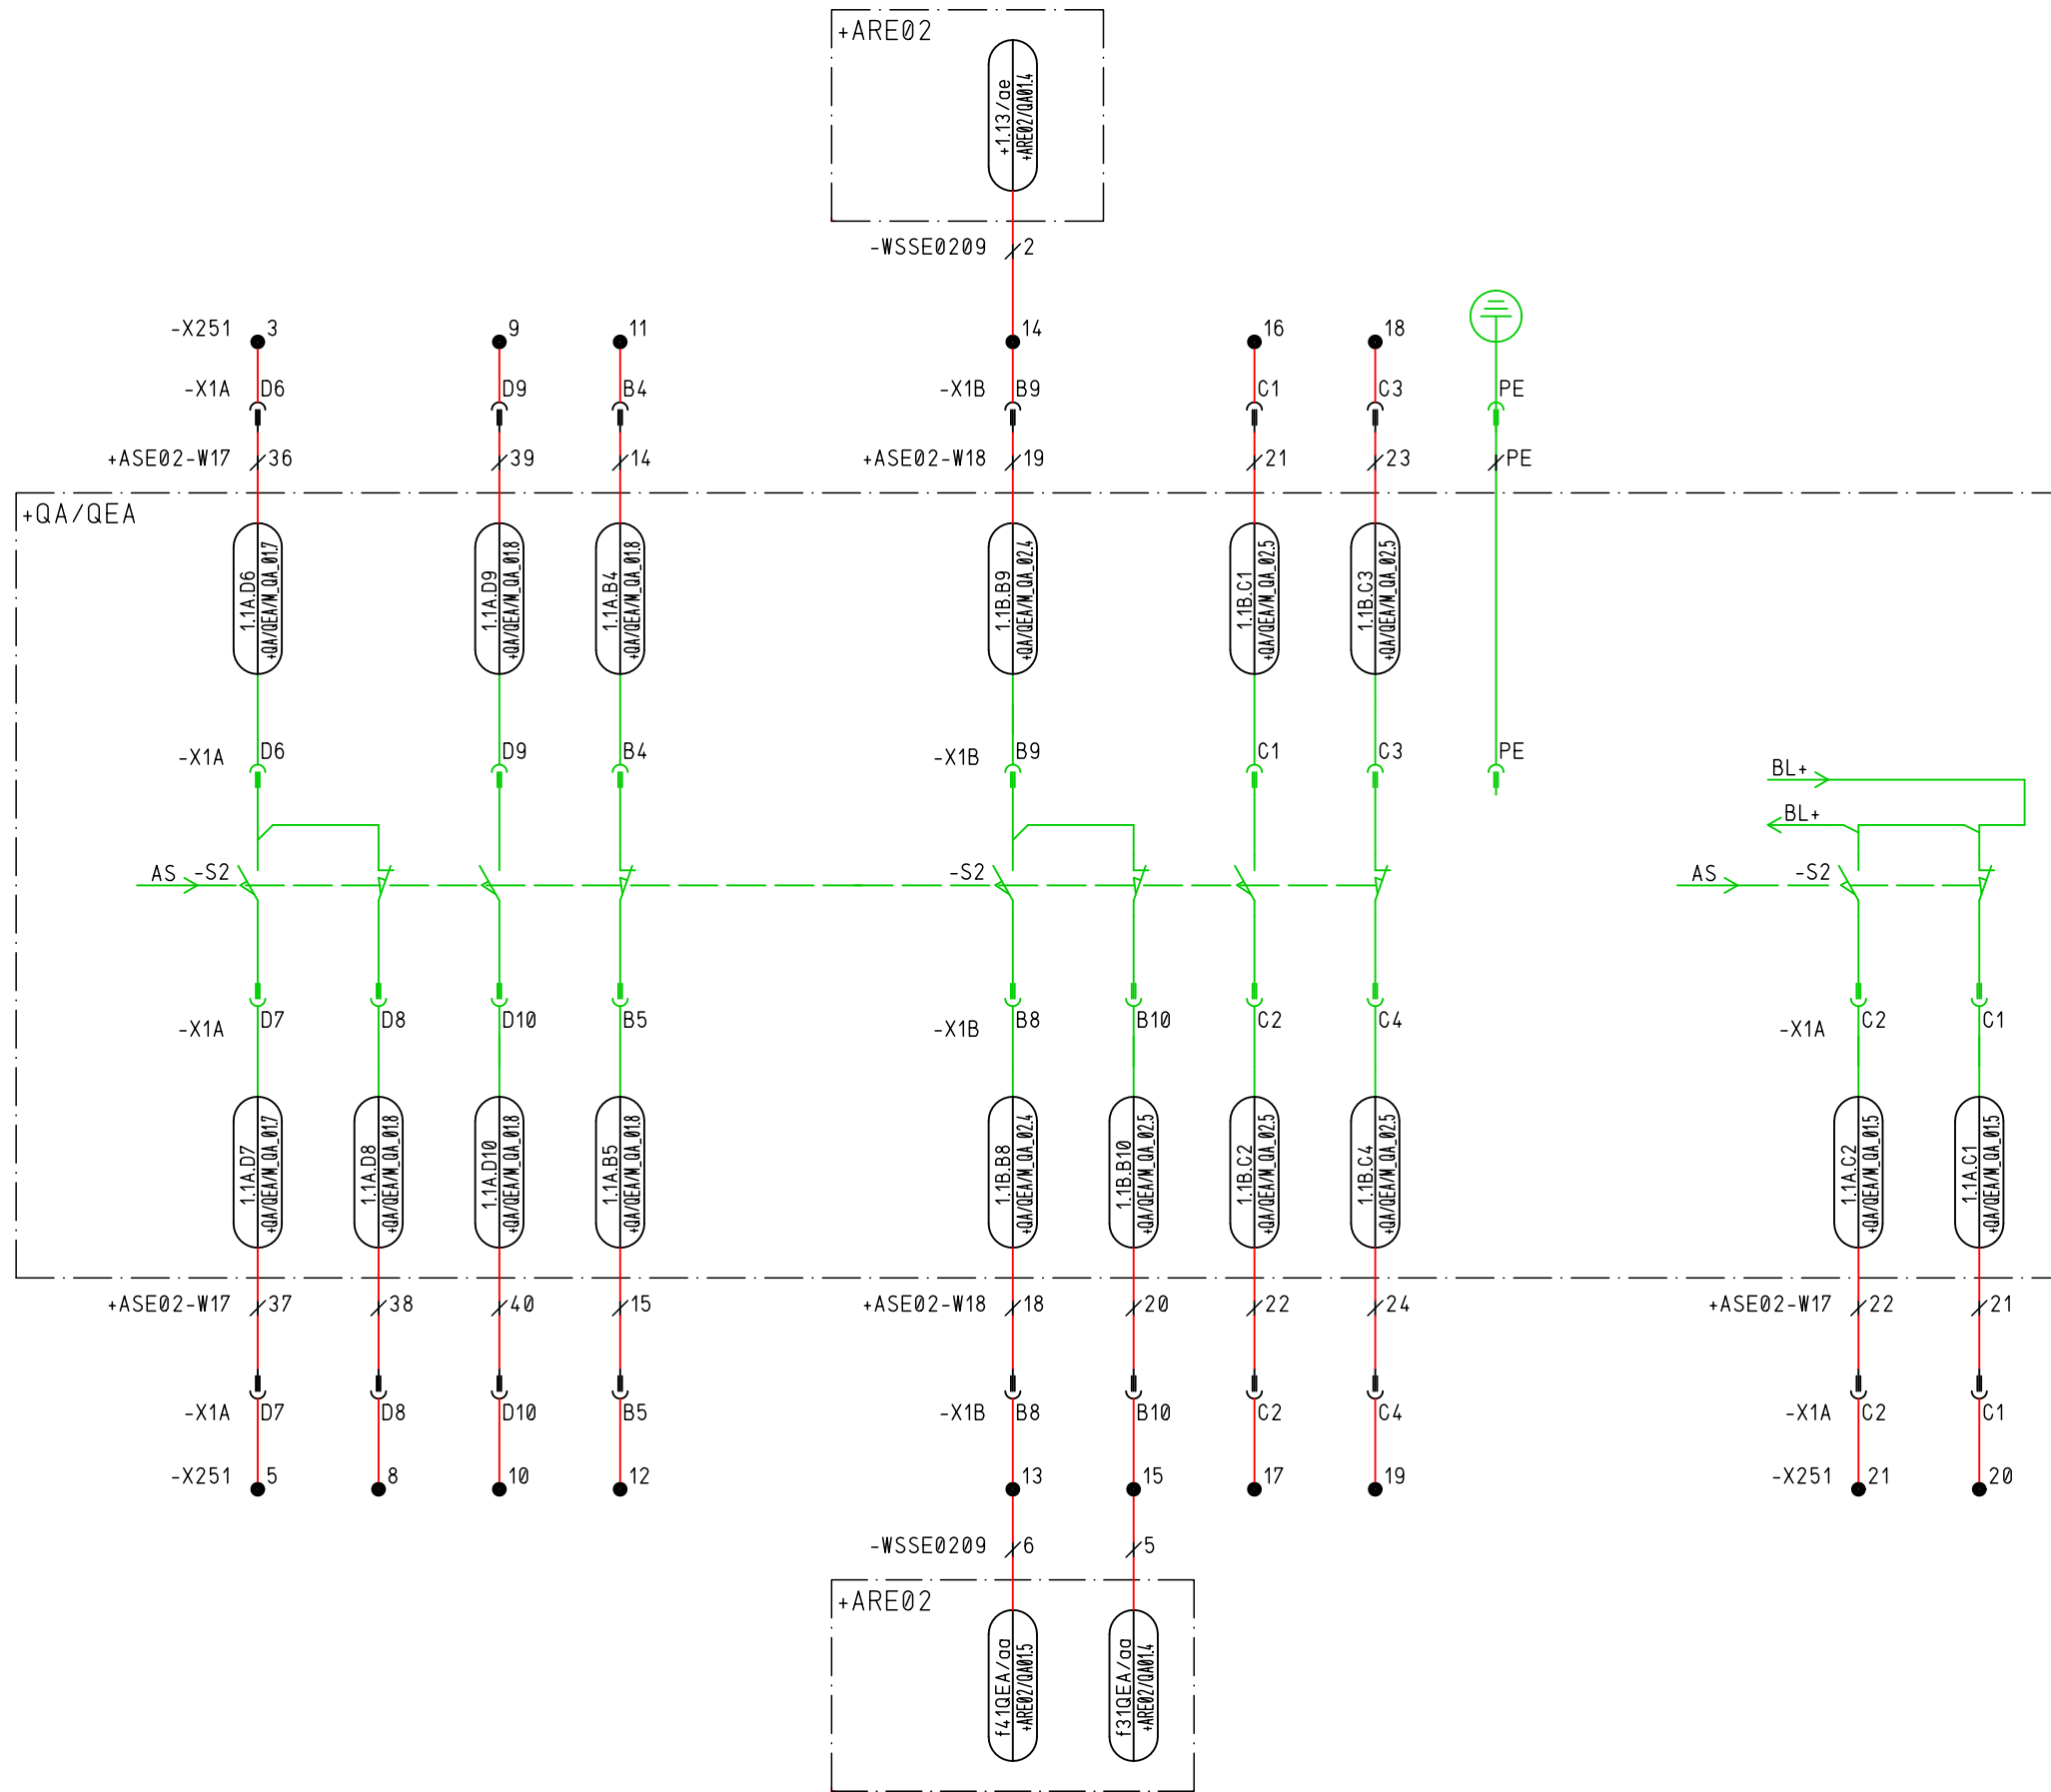 +ARE02
+1.13/ae
+ARE02/QA01.4
-WSSE0209 2
-X251 3 9 11 14 16 18
-X1A D6 D9 B4 -X1B B9 C1 C3 PE
+ASE02-W17 36 39 14 +ASE02-W18 19 21 23 PE
+QA/QEA
1.1A.D6
+QA/QEA/M_QA_01.7
1.1A.D9
+QA/QEA/M_QA_01.8
1.1A.B4
+QA/QEA/M_QA_01.8
1.1B.B9
+QA/QEA/M_QA_02.4
1.1B.C1
+QA/QEA/M_QA_02.5
1.1B.C3
+QA/QEA/M_QA_02.5
-X1A D6 D9 B4 -X1B B9 C1 C3 PE
BL+
BL+
AS -S2 -S2 AS -S2
-X1A D7 D8 D10 B5 -X1B B8 B10 C2 C4 -X1A C2 C1
1.1A.D7
+QA/QEA/M_QA_01.7
1.1A.D8
+QA/QEA/M_QA_01.8
1.1A.D10
+QA/QEA/M_QA_01.8
1.1A.B5
+QA/QEA/M_QA_01.8
1.1B.B8
+QA/QEA/M_QA_02.4
1.1B.B10
+QA/QEA/M_QA_02.5
1.1B.C2
+QA/QEA/M_QA_02.5
1.1B.C4
+QA/QEA/M_QA_02.5
1.1A.C2
+QA/QEA/M_QA_01.5
1.1A.C1
+QA/QEA/M_QA_01.5
+ASE02-W17 37 38 40 15 +ASE02-W18 18 20 22 24 +ASE02-W17 22 21
-X1A D7 D8 D10 B5 -X1B B8 B10 C2 C4 -X1A C2 C1
-X251 5 8 10 12 13 15 17 19 -X251 21 20
-WSSE0209 6 5
+ARE02
f41QEA/aa
+ARE02/QA01.5
f31QEA/aa
+ARE02/QA01.4